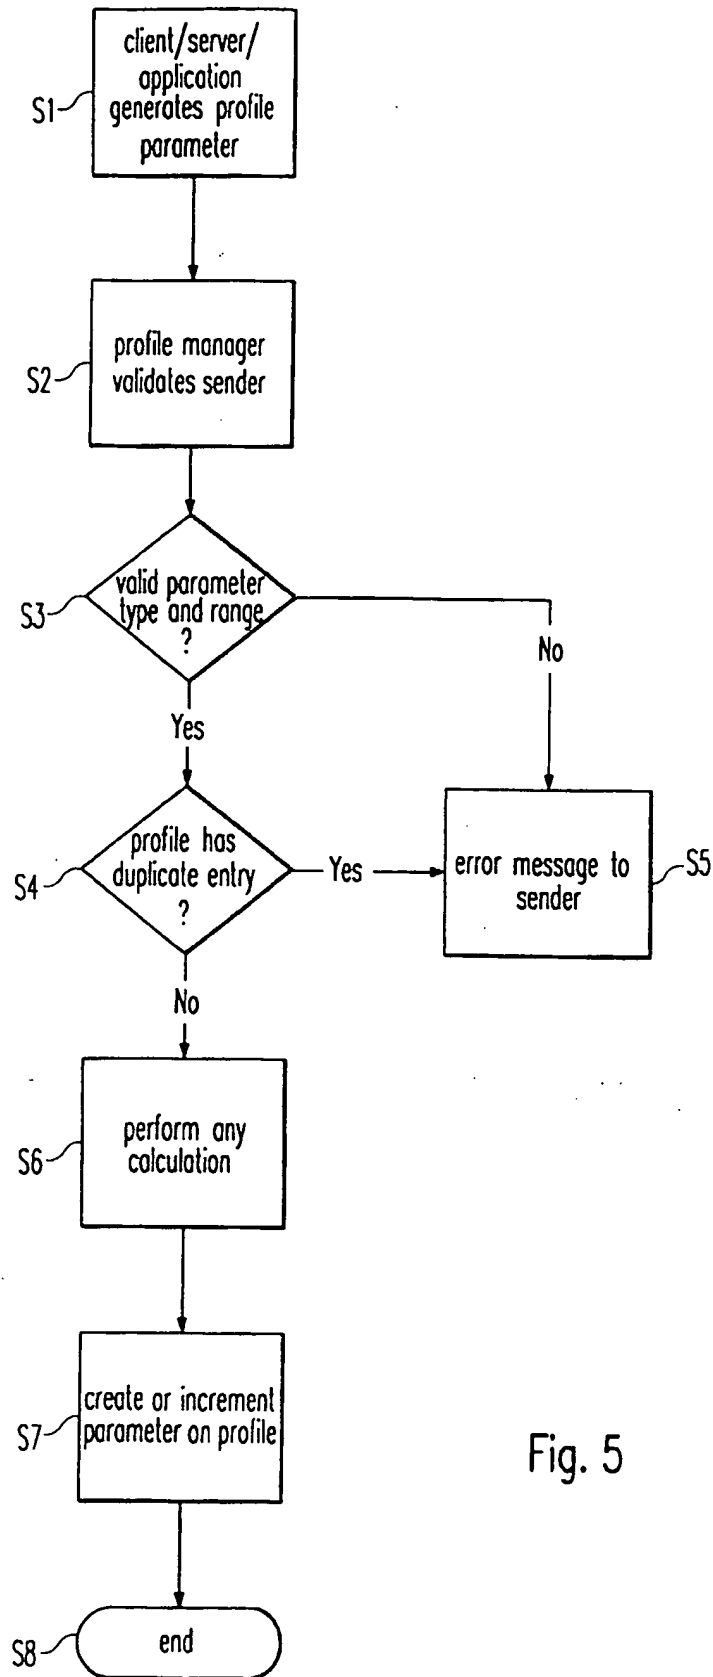 client/server/
application
generates profile
parameter
S1
profile manager
validates sender
S2
valid parameter
type and range
?
S3
No
Yes
profile has
duplicate entry
?
S4
Yes
error message to
sender
S5
No
perform any
calculation
S6
create or increment
parameter on profile
S7
Fig. 5
end
S8